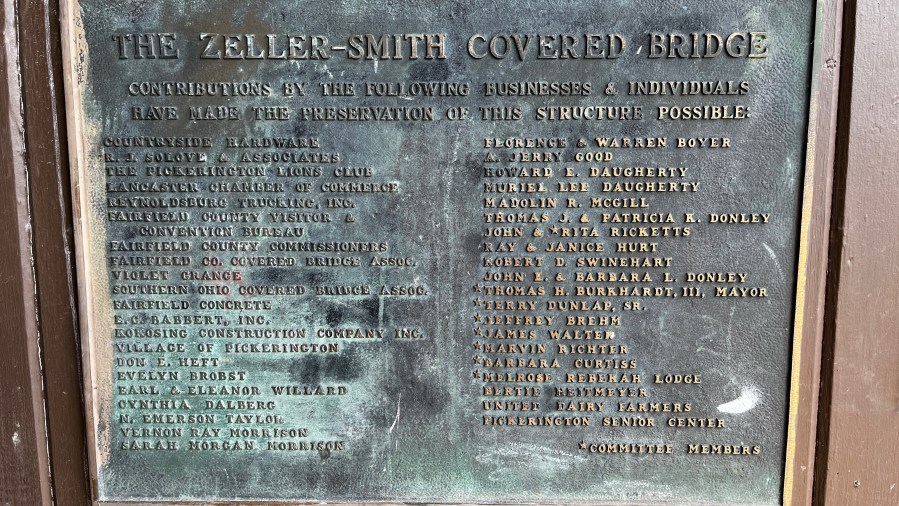 THE ZELLER-SMITH COVERED BRIDGE
CONTRIBUTIONS BY THE FOLLOWING BUSINESSES & INDIVIDUALS
HAVE MADE THE PRESERVATION OF THIS STRUCTURE POSSIBLE:
COUNTRYSIDE HARDWARE
R. J. SOLOVE & ASSOCIATES
THE PICKERINGTON LIONS CLUB
LANCASTER CHAMBER OF COMMERCE
REYNOLDSBURG TRUCKING, INC.
FAIRFIELD COUNTY VISITOR &
CONVENTION BUREAU
FAIRFIELD COUNTY COMMISSIONERS
FAIRFIELD CO. COVERED BRIDGE ASSOC.
VIOLET GRANGE
SOUTHERN OHIO COVERED BRIDGE ASSOC.
FAIRFIELD CONCRETE
E.C. BABBERT, INC.
KOKOSING CONSTRUCTION COMPANY INC.
VILLAGE OF PICKERINGTON
DON E. HEFT
EVELYN BROBST
EARL & ELEANOR WILLARD
CYNTHIA DALBERG
N. EMERSON TAYLOR
VERNON RAY MORRISON
SARAH MORGAN MORRISON
FLORENCE & WARREN BOYER
A. JERRY GOOD
HOWARD E. DAUGHERTY
MURIEL LEE DAUGHERTY
MADOLIN R. MCGILL
THOMAS J. & PATRICIA K. DONLEY
JOHN & *RITA RICKETTS
RAY & JANICE HURT
ROBERT D. SWINEHART
JOHN E. & BARBARA L. DONLEY
*THOMAS H. BURKHARDT, III, MAYOR
*TERRY DUNLAP, SR.
*JEFFREY BREHM
*JAMES WALTER
*MARVIN RICHTER
*BARBARA CURTISS
*MELROSE REBEKAH LODGE
BERTIE HEITMEYER
UNITED DAIRY FARMERS
PICKERINGTON SENIOR CENTER
*COMMITTEE MEMBERS